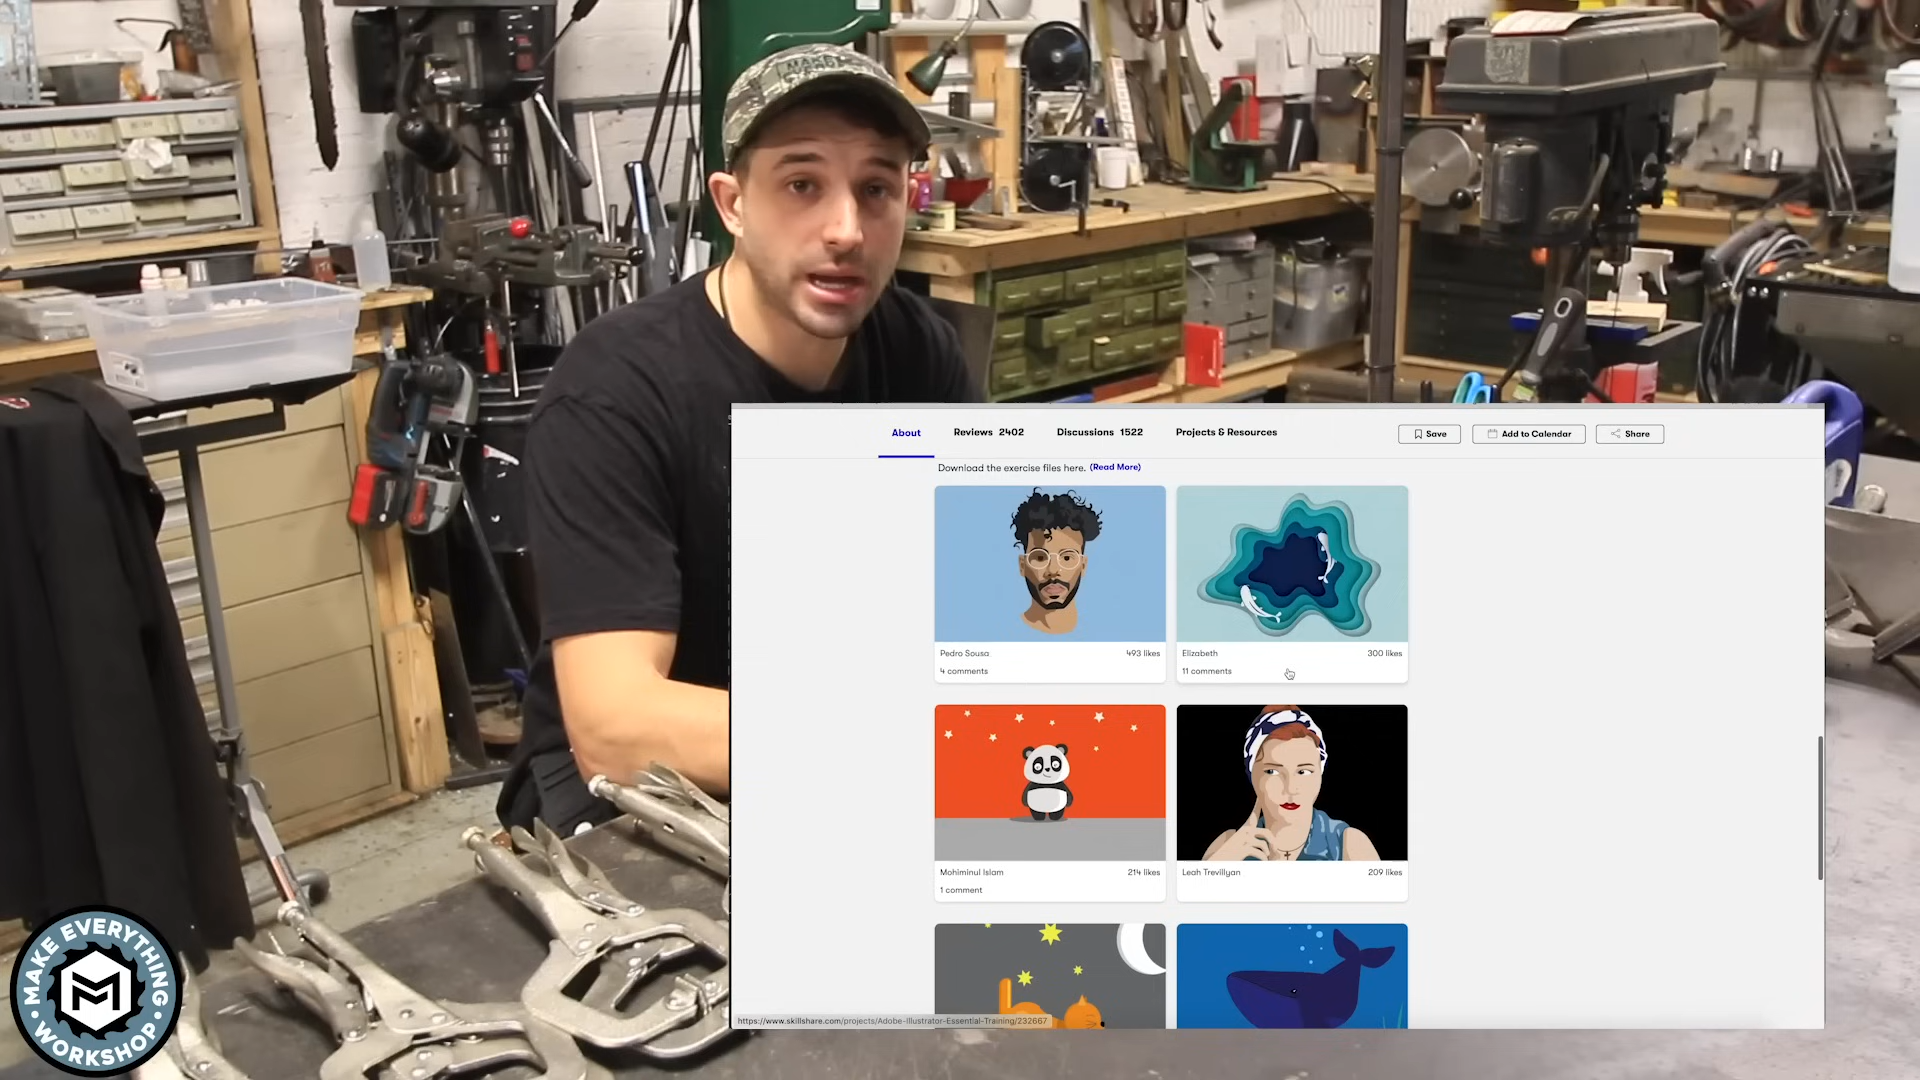 MAKE
About
Reviews 2402
Discussions 1522
Projects & Resources
Save
Add to Calendar
Share
Download the exercise files here. (Read More)
Pedro Sousa
493 likes
4 comments
Elizabeth
300 likes
11 comments
Mohiminul Islam
214 likes
1 comment
Leah Trevillyan
209 likes
https://www.skillshare.com/projects/Adobe-Illustrator-Essential-Training/232667
MAKE EVERYTHING
M
WORKSHOP